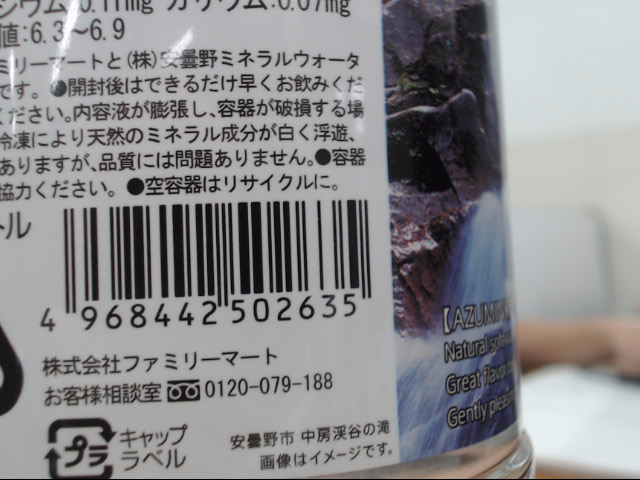 シウム:0.11mg カリウム:0.07mg
値:6.3~6.9
ミリーマートと(株)安曇野ミネラルウォータ
です。 ●開封後はできるだけ早くお飲みくだ
ください。内容液が膨張し、容器が破損する場
冷凍により天然のミネラル成分が白く浮遊、
ありますが、品質には問題ありません。●容器
協力ください。 ●空容器はリサイクルに。
トル
4 968442 502635
株式会社ファミリーマート
お客様相談室 0120-079-188
プラ
キャップ
ラベル
安曇野市 中房渓谷の滝
画像はイメージです。
【AZUMI
Natural
Great flavor
Gently